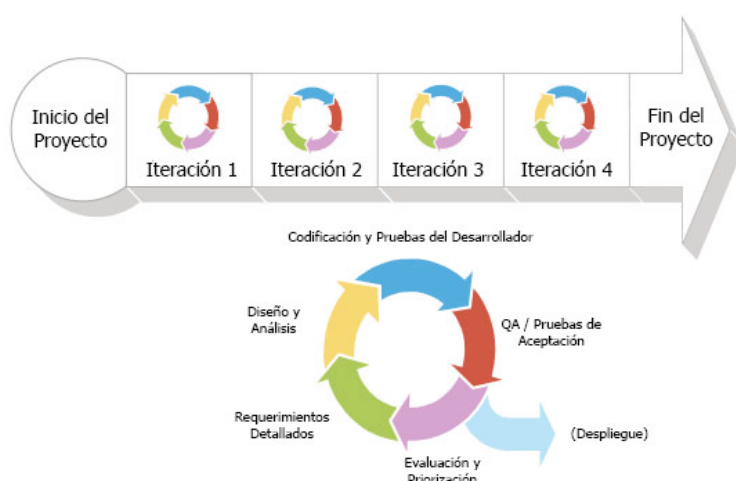 Inicio del
Proyecto
Iteración 1
Iteración 2
Iteración 3
Iteración 4
Fin del
Proyecto
Codificación y Pruebas del Desarrollador
Diseño y
Análisis
QA / Pruebas de
Aceptación
Requerimientos
Detallados
(Despliegue)
Evaluación y
Priorización